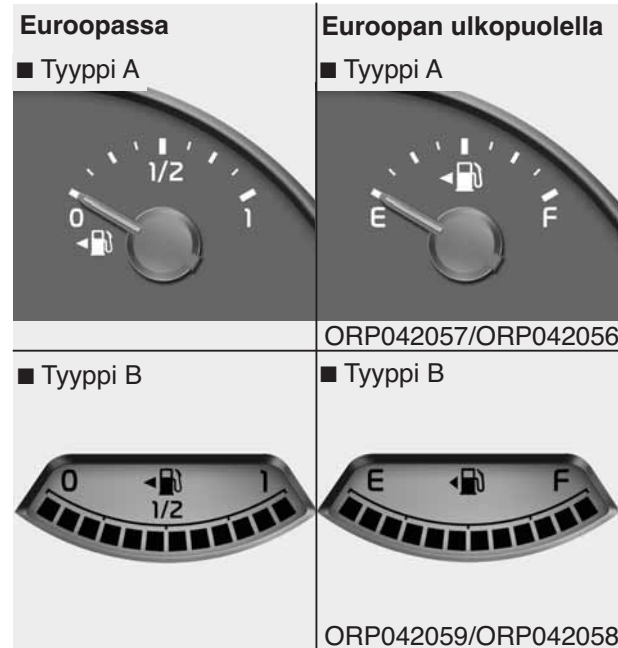 Euroopassa
Euroopan ulkopuolella
■ Tyyppi A
■ Tyyppi A
1/2
0
1
E
F
ORP042057/ORP042056
■ Tyyppi B
■ Tyyppi B
0
1
1/2
E
F
ORP042059/ORP042058